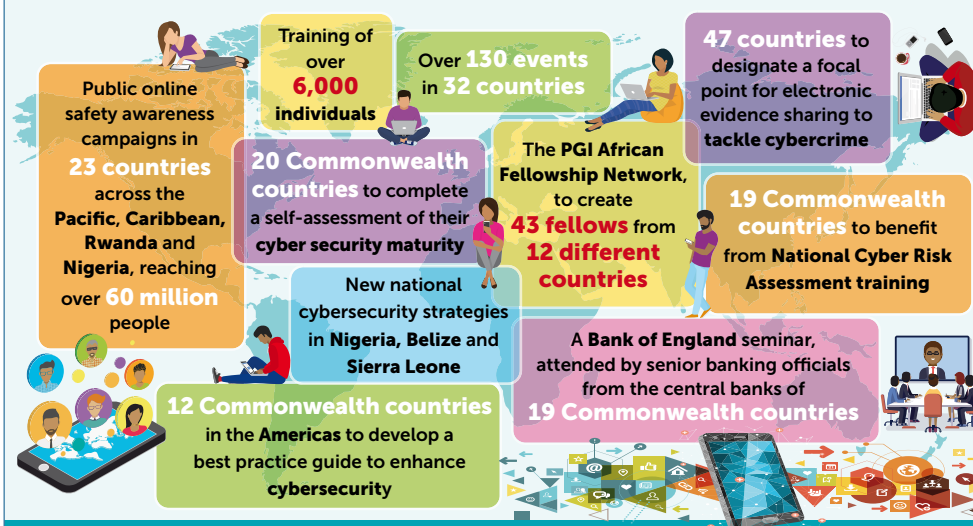 Public online
safety awareness
campaigns in
23 countries
across the
Pacific, Caribbean,
Rwanda and
Nigeria, reaching
over 60 million
people
Training of
over
6,000
individuals
Over 130 events
in 32 countries
47 countries to
designate a focal
point for electronic
evidence sharing to
tackle cybercrime
20 Commonwealth
countries to complete
a self-assessment of their
cyber security maturity
The PGI African
Fellowship Network,
to create
43 fellows from
12 different
countries
19 Commonwealth
countries to benefit
from National Cyber Risk
Assessment training
New national
cybersecurity strategies
in Nigeria, Belize and
Sierra Leone
A Bank of England seminar,
attended by senior banking officials
from the central banks of
19 Commonwealth countries
12 Commonwealth countries
in the Americas to develop a
best practice guide to enhance
cybersecurity